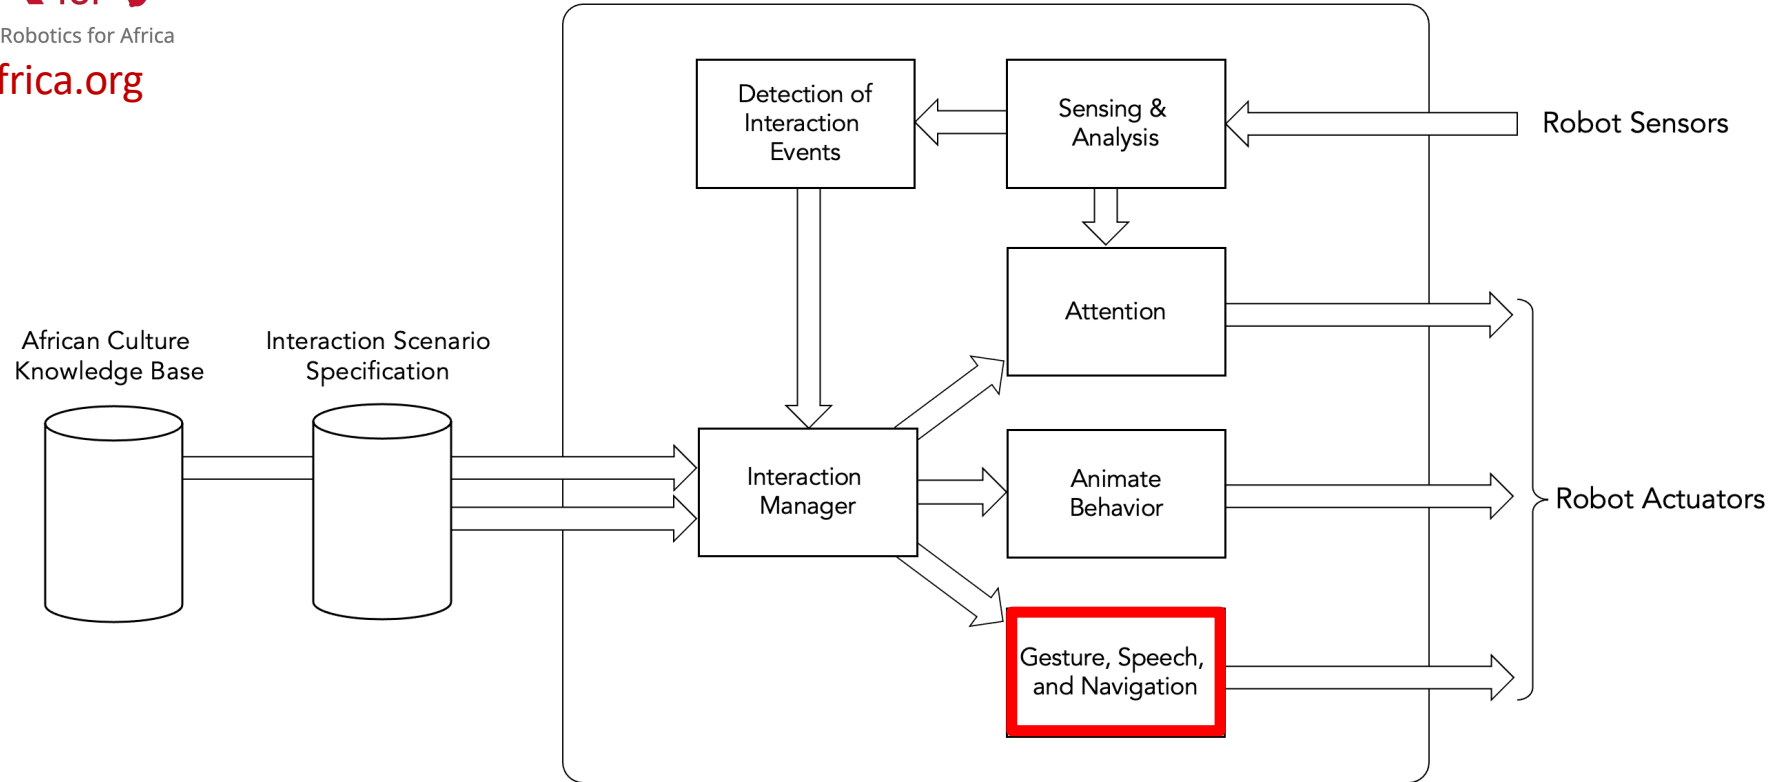 for
Robotics for Africa
frica.org
Detection of
Interaction
Events
Sensing &
Analysis
Robot Sensors
Attention
African Culture
Knowledge Base
Interaction Scenario
Specification
Interaction
Manager
Animate
Behavior
Robot Actuators
Gesture, Speech,
and Navigation